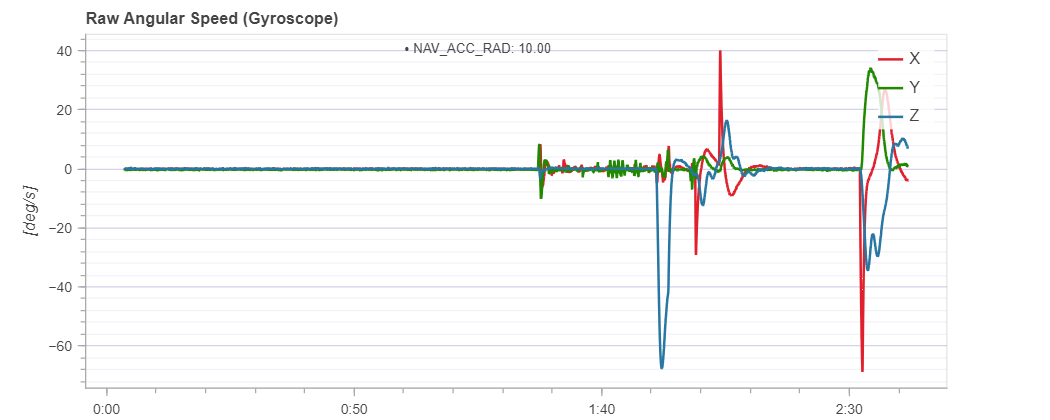 Raw Angular Speed (Gyroscope)
• NAV_ACC_RAD: 10.00
X
Y
Z
[deg/s]
40
20
0
−20
−40
−60
0:00 0:50 1:40 2:30